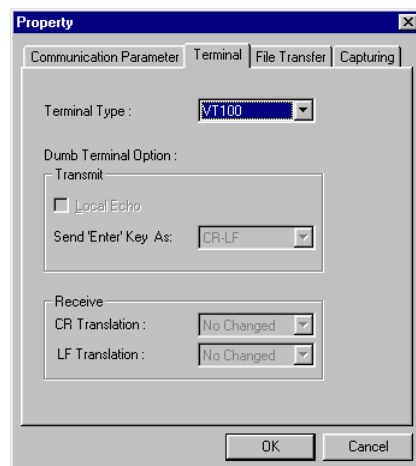 Property
Communication Parameter Terminal File Transfer Capturing
Terminal Type : VT100
Dumb Terminal Option :
Transmit
Local Echo
Send 'Enter' Key As: CR-LF
Receive
CR Translation : No Changed
LF Translation : No Changed
OK Cancel